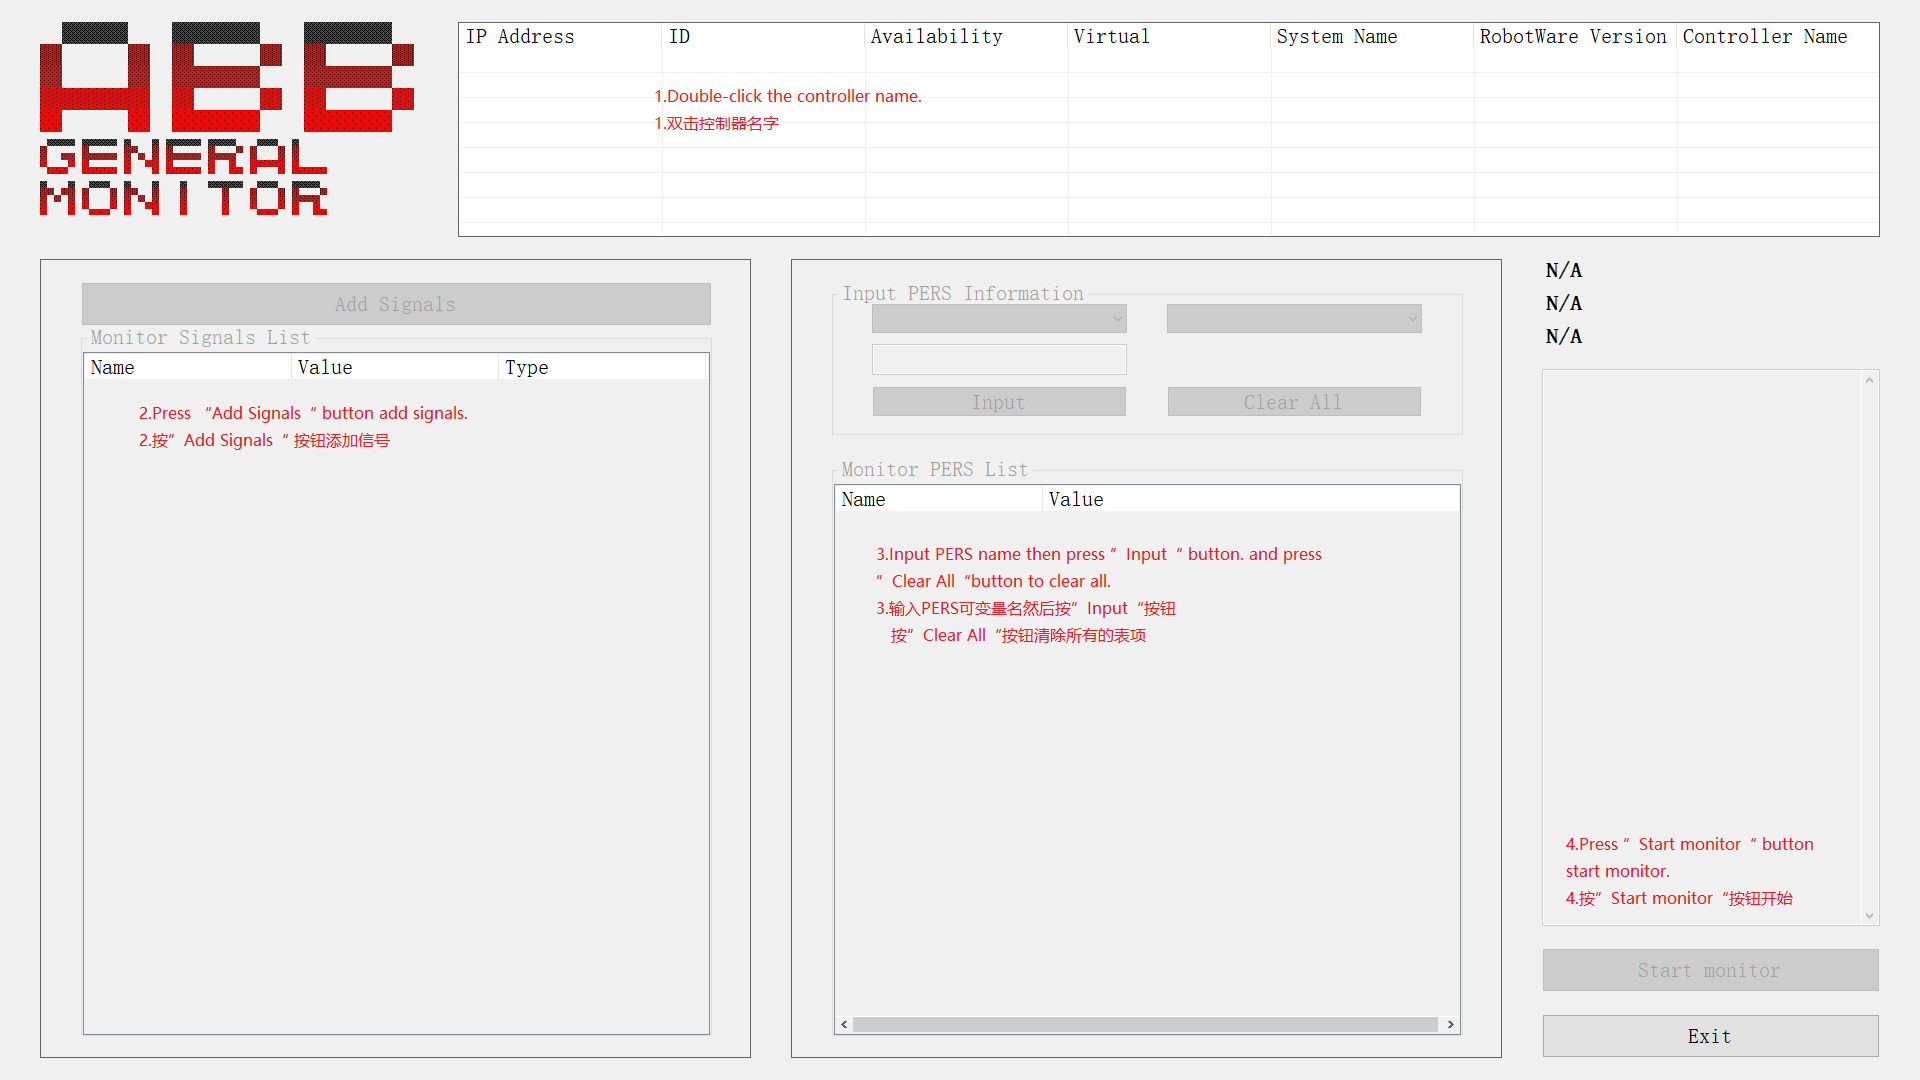 ABB
GENERAL
MONITOR
IP Address ID Availability Virtual System Name RobotWare Version Controller Name
1.Double-click the controller name.
1.双击控制器名字
N/A
N/A
N/A
Add Signals
Monitor Signals List
Name Value Type
2.Press “Add Signals“ button add signals.
2.按”Add Signals“按钮添加信号
Input PERS Information
Input Clear All
Monitor PERS List
Name Value
3.Input PERS name then press ”Input“ button. and press
“Clear All“button to clear all.
3.输入PERS可变量名然后按”Input“按钮
按”Clear All“按钮清除所有的表项
4.Press ”Start monitor“ button
start monitor.
4.按”Start monitor“按钮开始
Start monitor
Exit